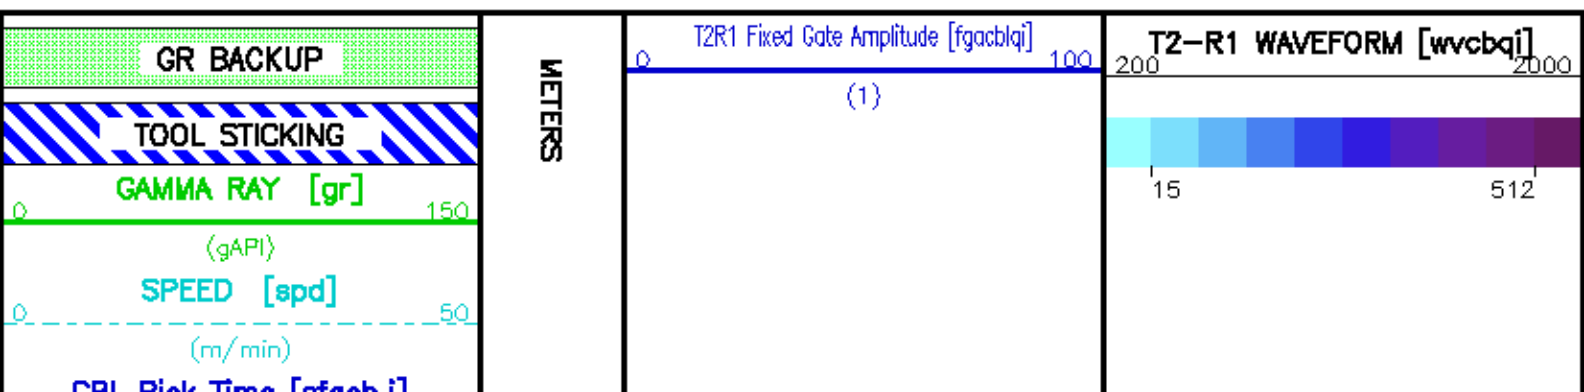 GR BACKUP
TOOL STICKING
GAMMA RAY [gr]
0 150
(gAPI)
SPEED [spd]
0 50
(m/min)
METERS
T2R1 Fixed Gate Amplitude [fgacblqi]
0 100
(1)
T2-R1 WAVEFORM [wvcbqi]
200 2000
15 512